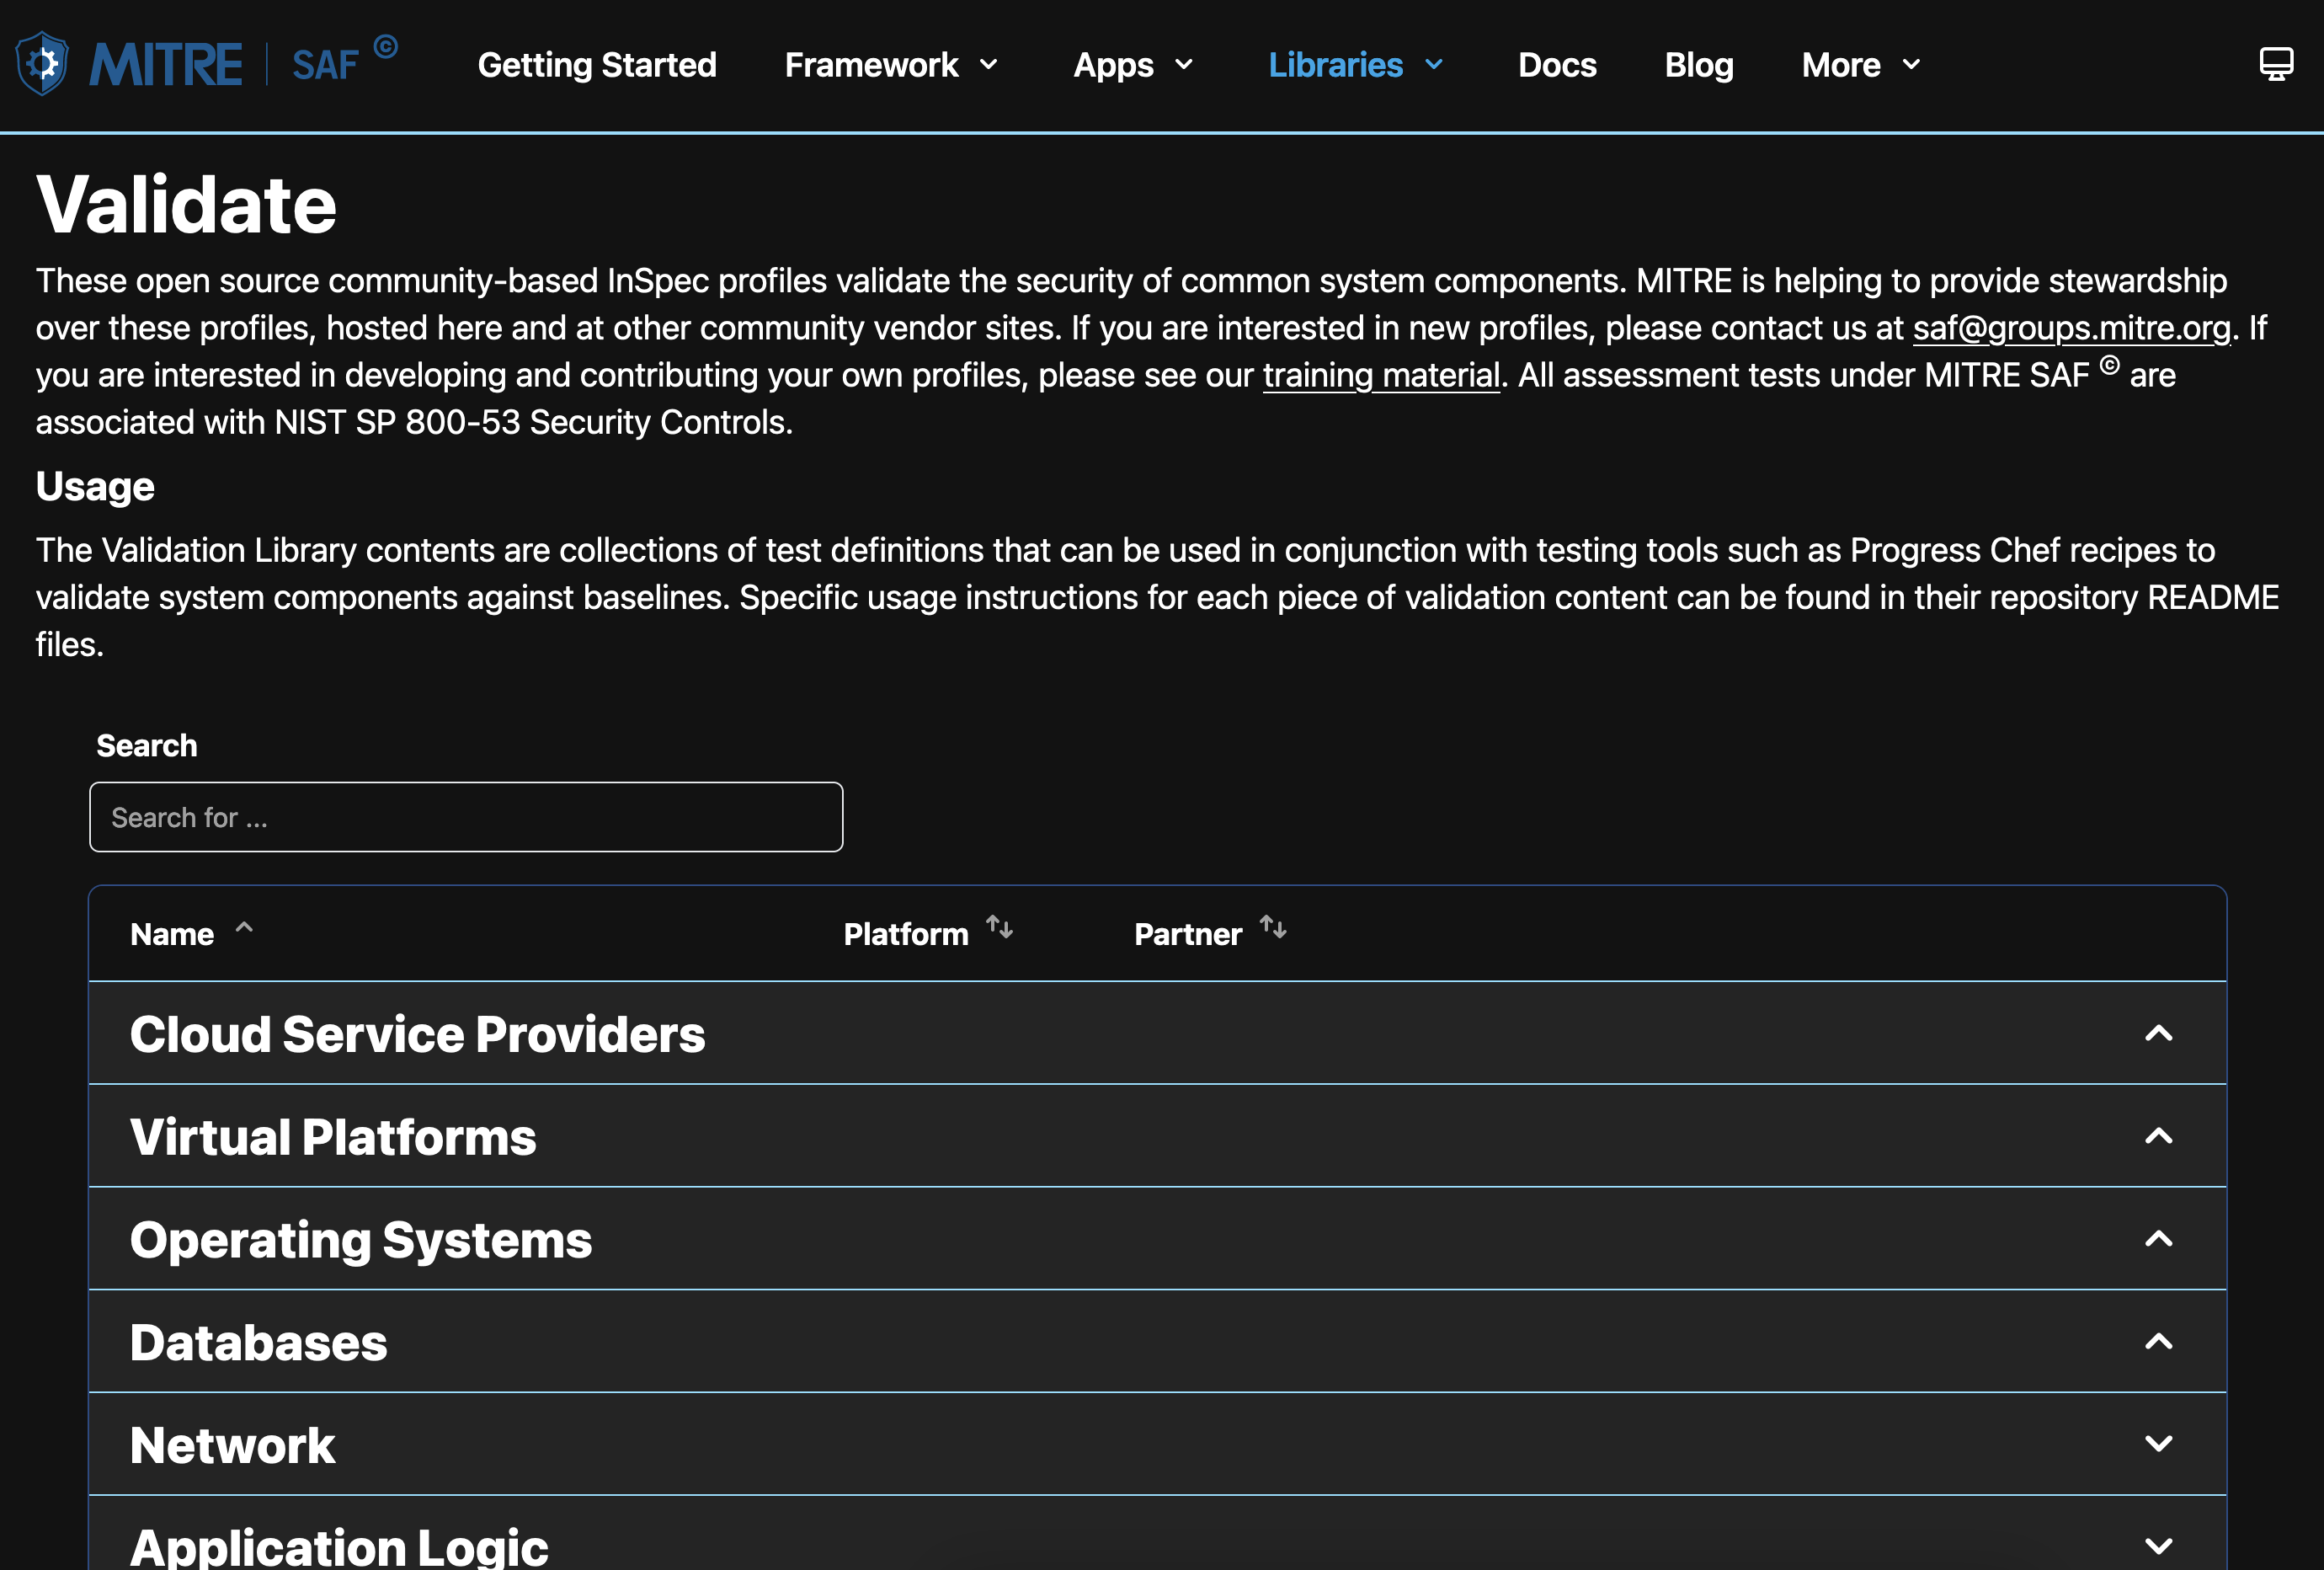 MITRE | SAF ©
Getting Started
Framework
Apps
Libraries
Docs
Blog
More
Validate
These open source community-based InSpec profiles validate the security of common system components. MITRE is helping to provide stewardship
over these profiles, hosted here and at other community vendor sites. If you are interested in new profiles, please contact us at saf@groups.mitre.org. If
you are interested in developing and contributing your own profiles, please see our training material. All assessment tests under MITRE SAF © are
associated with NIST SP 800-53 Security Controls.
Usage
The Validation Library contents are collections of test definitions that can be used in conjunction with testing tools such as Progress Chef recipes to
validate system components against baselines. Specific usage instructions for each piece of validation content can be found in their repository README
files.
Search
Search for ...
Name
Platform
Partner
Cloud Service Providers
Virtual Platforms
Operating Systems
Databases
Network
Application Logic